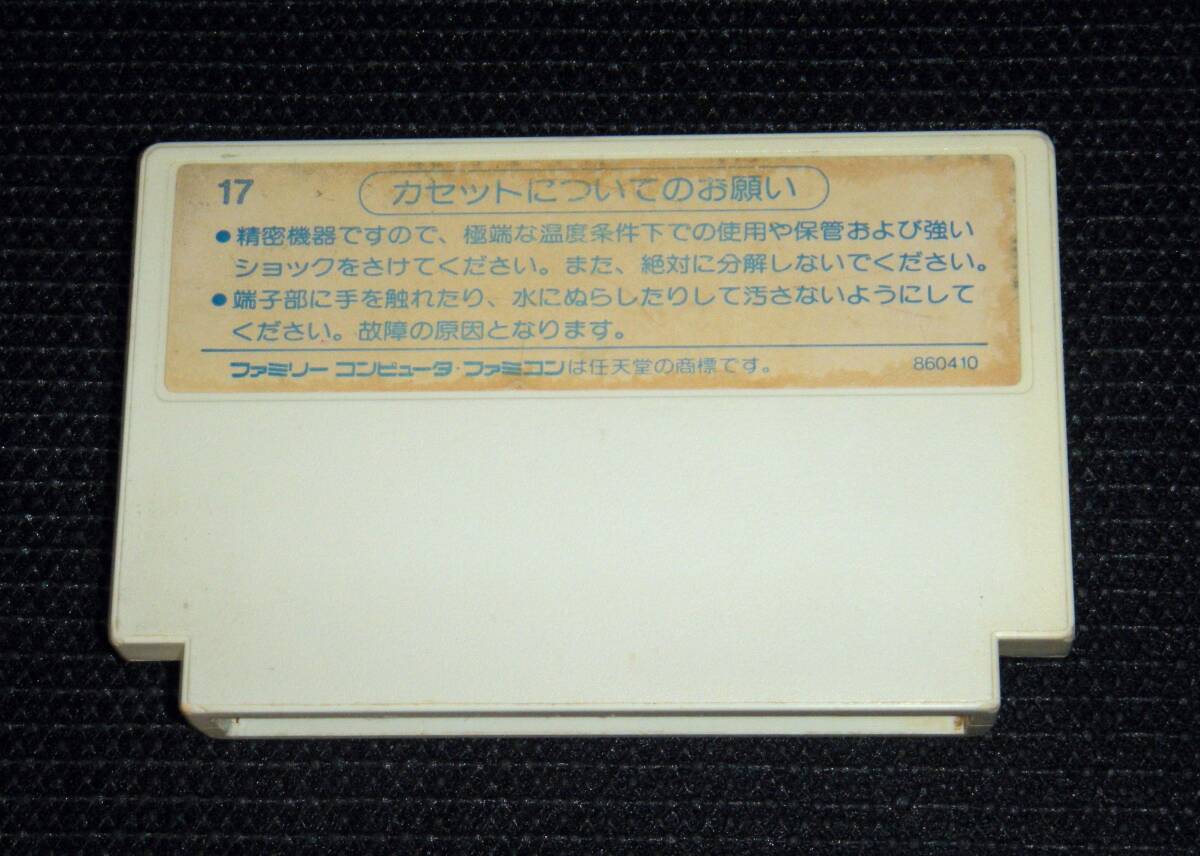 17
カセットについてのお願い
●精密機器ですので、極端な温度条件下での使用や保管および強い
ショックをさけてください。また、絶対に分解しないでください。
●端子部に手を触れたり、水にぬらしたりして汚さないようにして
ください。故障の原因となります。
ファミリー コンピュータ・ファミコンは任天堂の商標です。 860410